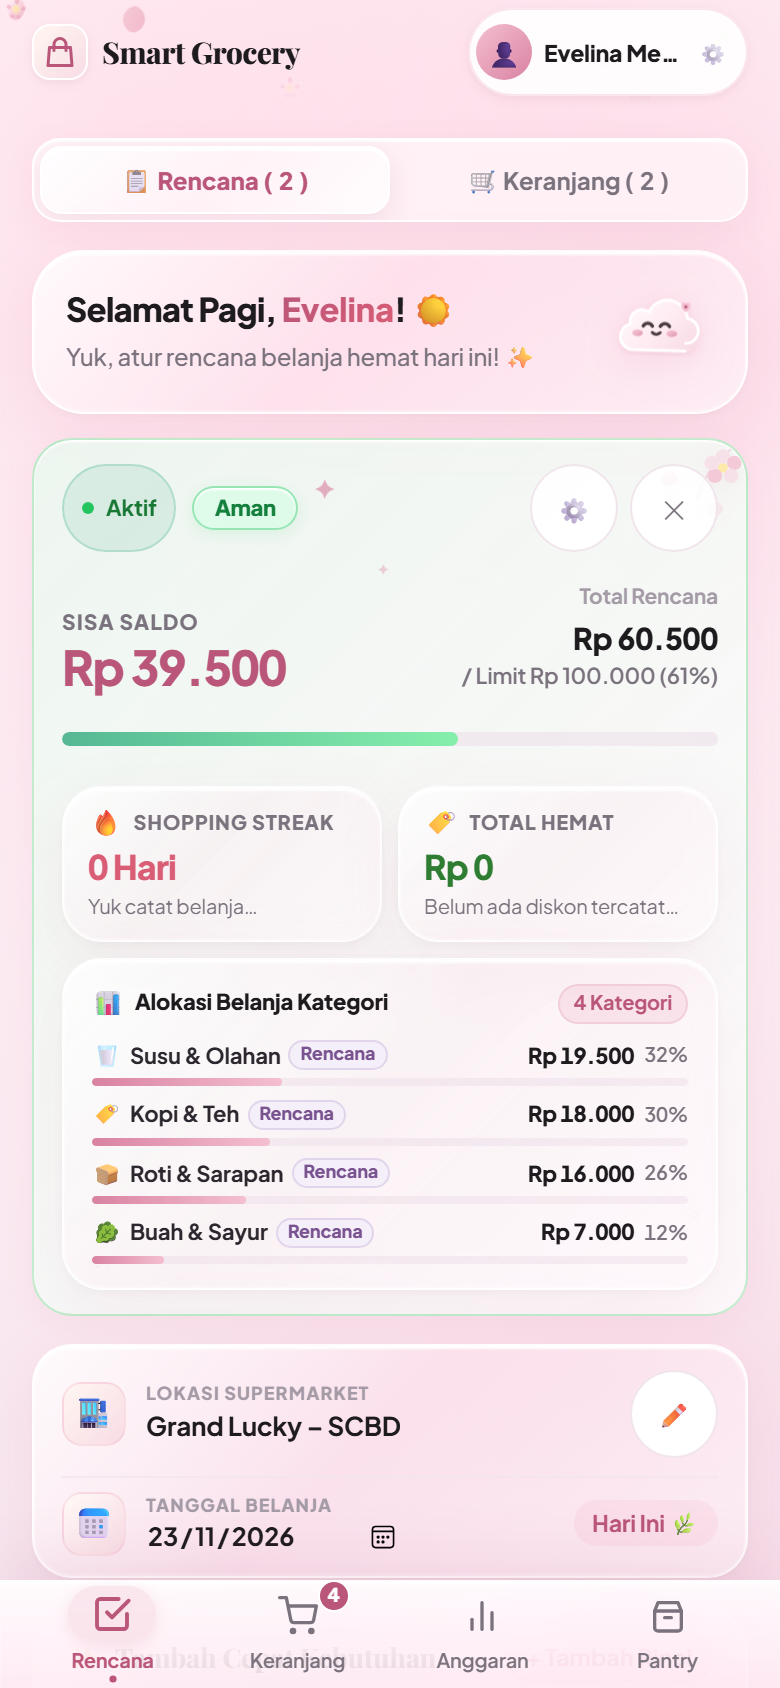 Smart Grocery
Evelina Me...
Rencana ( 2 )
Keranjang ( 2 )
Selamat Pagi, Evelina!
Yuk, atur rencana belanja hemat hari ini!
Aktif
Aman
Total Rencana
SISA SALDO
Rp 60.500
Rp 39.500
/ Limit Rp 100.000 (61%)
SHOPPING STREAK
0 Hari
Yuk catat belanja...
TOTAL HEMAT
Rp 0
Belum ada diskon tercatat...
Alokasi Belanja Kategori
4 Kategori
Susu & Olahan Rencana Rp 19.500 32%
Kopi & Teh Rencana Rp 18.000 30%
Roti & Sarapan Rencana Rp 16.000 26%
Buah & Sayur Rencana Rp 7.000 12%
LOKASI SUPERMARKET
Grand Lucky – SCBD
TANGGAL BELANJA
23/11/2026
Hari Ini
4
Tambah Cepat Kebutuhan
+ Tambah
Rencana
Keranjang
Anggaran
Pantry